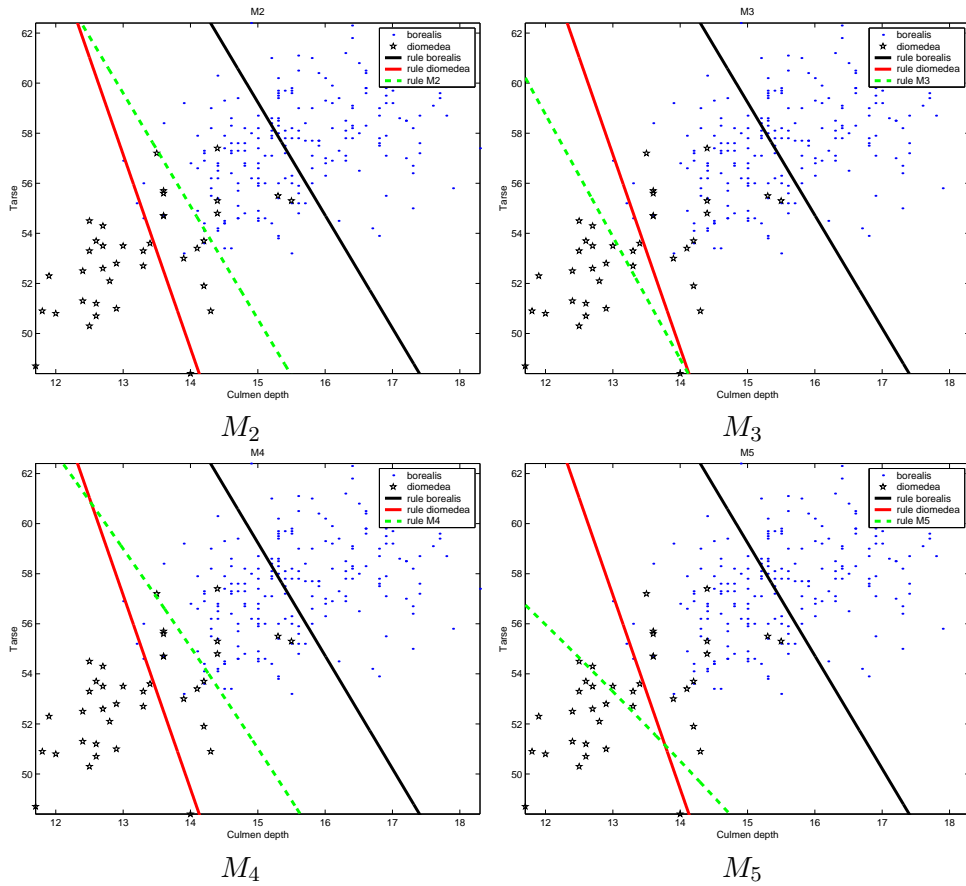 M2
62
60
58
56
54
52
50
Tarse
12
13
14
15
16
17
18
Culmen depth
borealis
diomedea
rule borealis
rule diomedea
rule M2
M2
M3
62
60
58
56
54
52
50
Tarse
12
13
14
15
16
17
18
Culmen depth
borealis
diomedea
rule borealis
rule diomedea
rule M3
M3
M4
62
60
58
56
54
52
50
Tarse
12
13
14
15
16
17
18
Culmen depth
borealis
diomedea
rule borealis
rule diomedea
rule M4
M4
M5
62
60
58
56
54
52
50
Tarse
12
13
14
15
16
17
18
Culmen depth
borealis
diomedea
rule borealis
rule diomedea
rule M5
M5